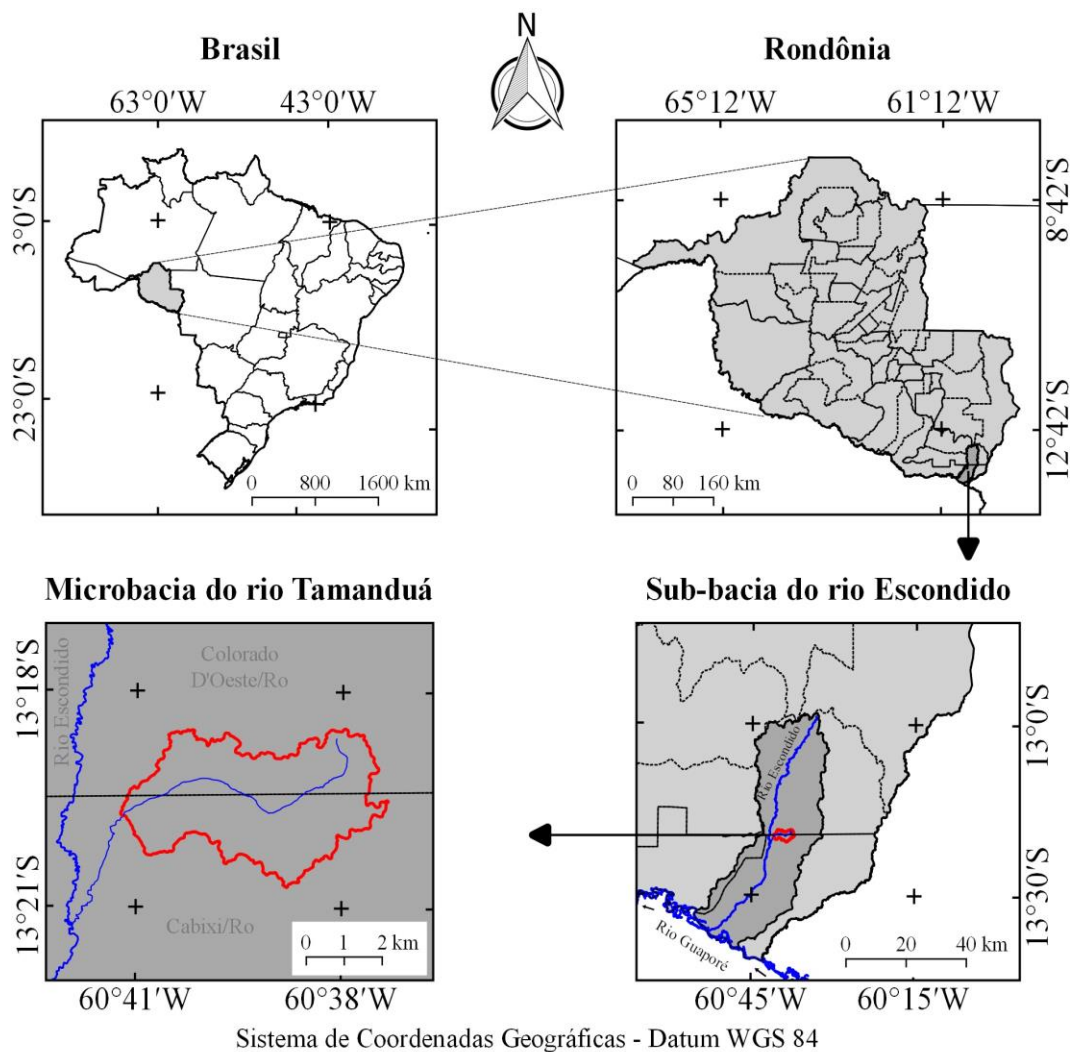 N
Brasil
63°0'W 43°0'W
3°0'S
23°0'S
0 800 1600 km
Rondônia
65°12'W 61°12'W
8°42'S
12°42'S
0 80 160 km
Microbacia do rio Tamanduá
13°18'S
13°21'S
Rio Escondido
Colorado
D'Oeste/Ro
Cabixi/Ro
0 1 2 km
60°41'W 60°38'W
Sub-bacia do rio Escondido
Rio Escondido
13°0'S
13°30'S
Rio Guaporé
0 20 40 km
60°45'W 60°15'W
Sistema de Coordenadas Geográficas - Datum WGS 84